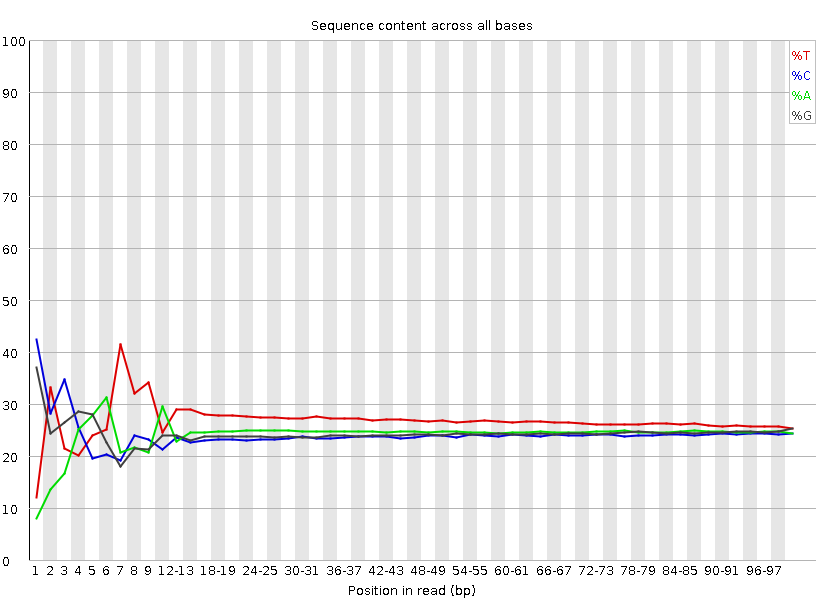 Sequence content across all bases
100
90
80
70
60
50
40
30
20
10
0
%T
%C
%A
%G
1 2 3 4 5 6 7 8 9 12-13 18-19 24-25 30-31 36-37 42-43 48-49 54-55 60-61 66-67 72-73 78-79 84-85 90-91 96-97
Position in read (bp)